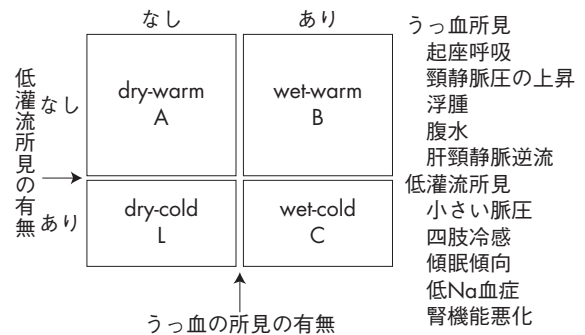 なし
あり
低灌流所見の有無
なし
あり
dry-warm
A
wet-warm
B
dry-cold
L
wet-cold
C
うっ血の所見の有無
うっ血所見
起座呼吸
頸静脈圧の上昇
浮腫
腹水
肝頸静脈逆流
低灌流所見
小さい脈圧
四肢冷感
傾眠傾向
低Na血症
腎機能悪化